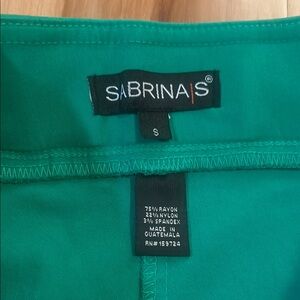 SABRINA|S®
S
75% RAYON
22% NYLON
3% SPANDEX
MADE IN
GUATEMALA
RN# 159724